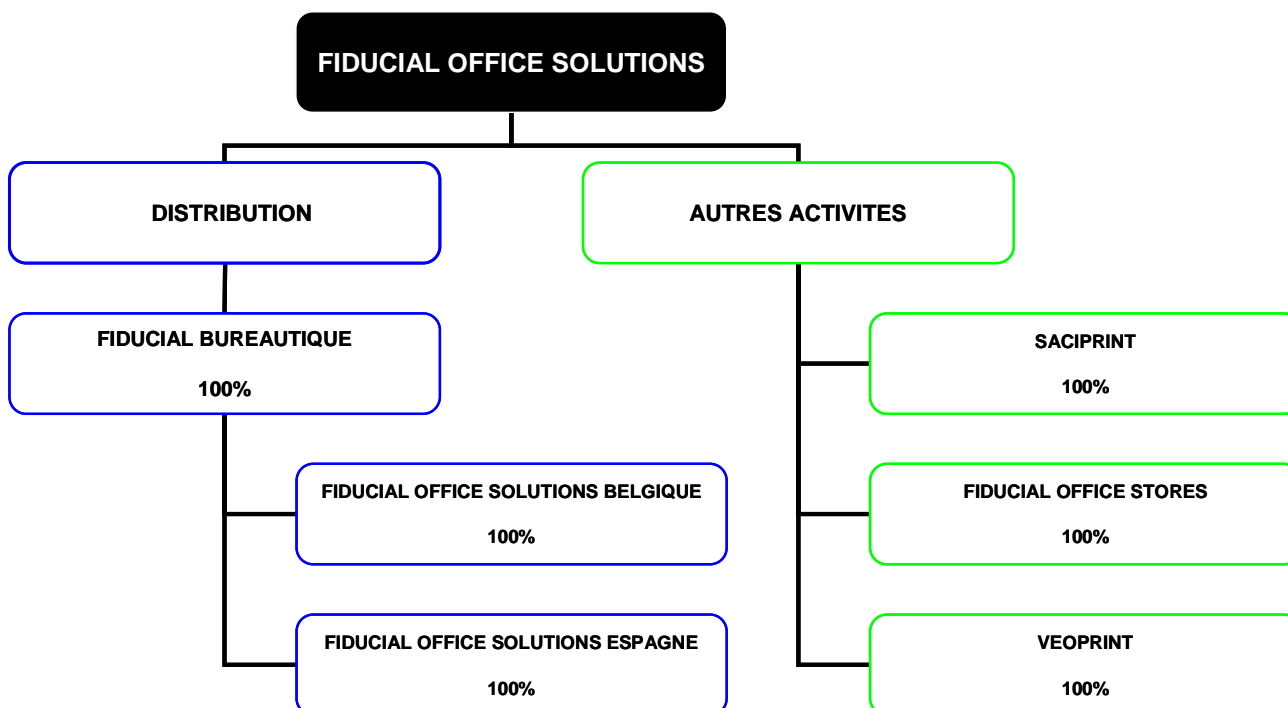 FIDUCIAL OFFICE SOLUTIONS
DISTRIBUTION
AUTRES ACTIVITES
FIDUCIAL BUREAUTIQUE
100%
SACIPRINT
100%
FIDUCIAL OFFICE SOLUTIONS BELGIQUE
100%
FIDUCIAL OFFICE STORES
100%
FIDUCIAL OFFICE SOLUTIONS ESPAGNE
100%
VEOPRINT
100%